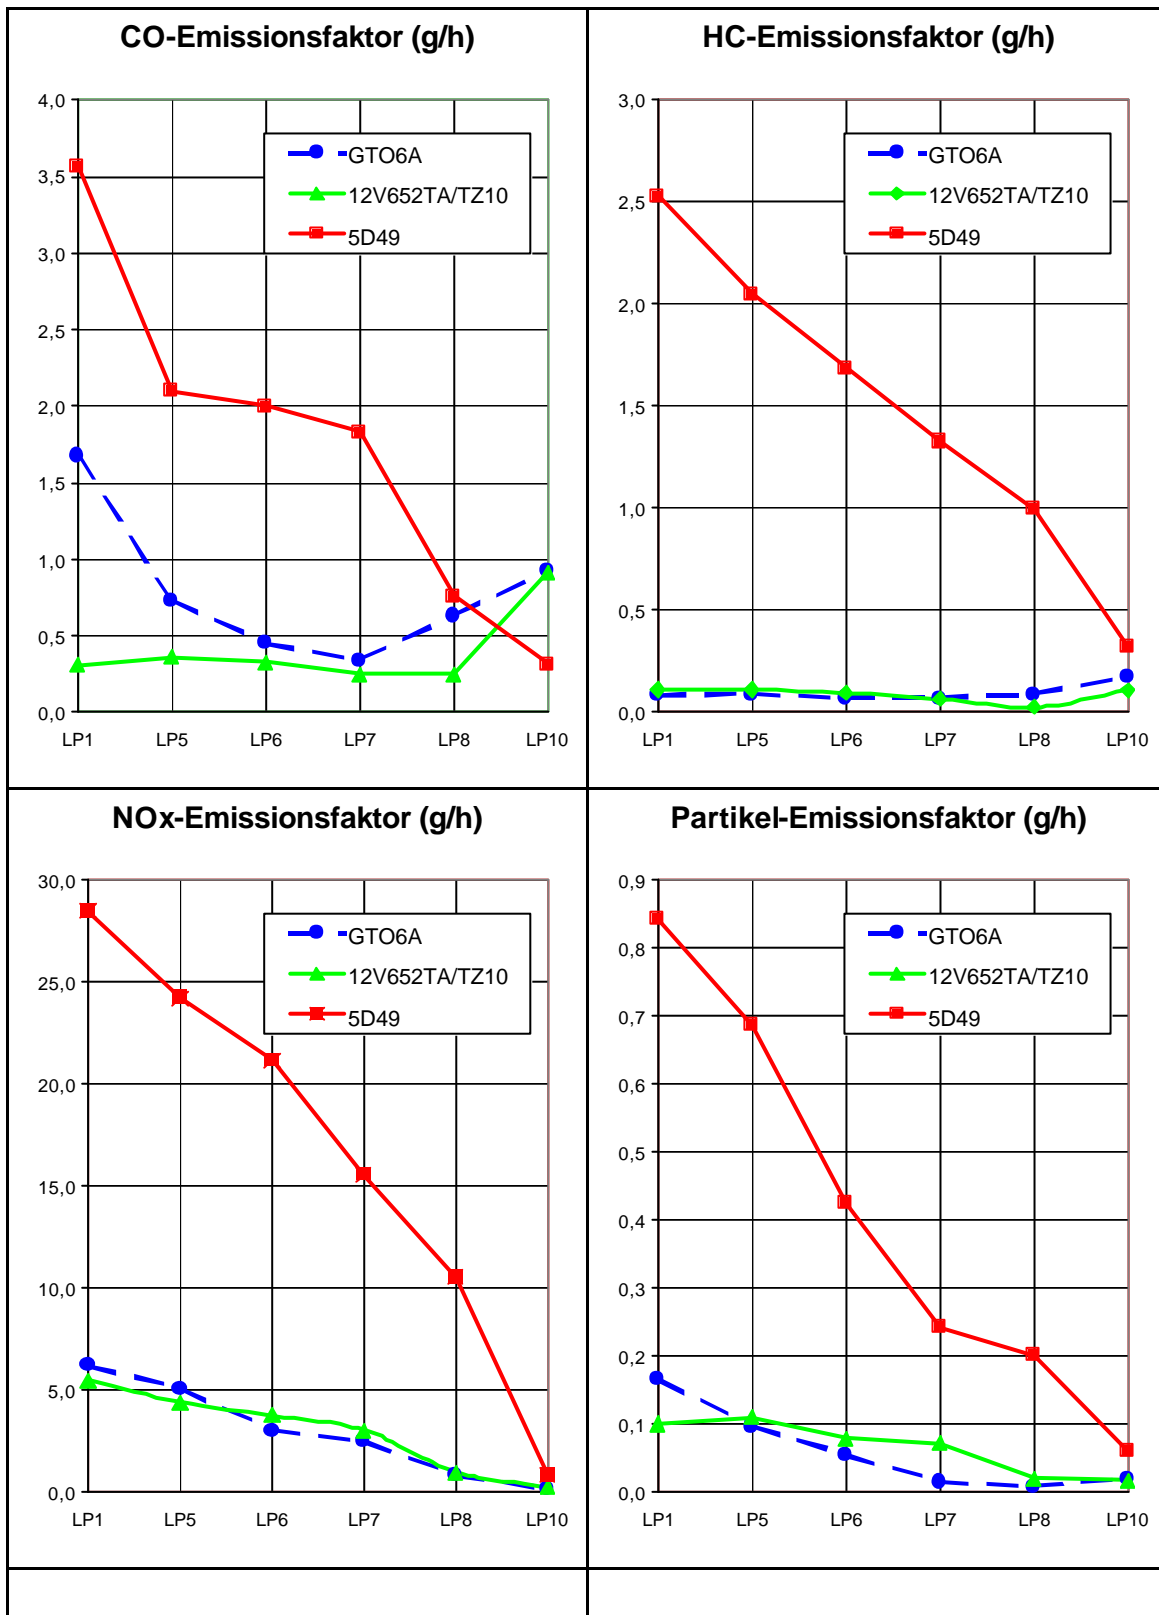 CO-Emissionsfaktor (g/h)
4,0
3,5
3,0
2,5
2,0
1,5
1,0
0,5
0,0
GTO6A
12V652TA/TZ10
5D49
LP1 LP5 LP6 LP7 LP8 LP10
HC-Emissionsfaktor (g/h)
3,0
2,5
2,0
1,5
1,0
0,5
0,0
GTO6A
12V652TA/TZ10
5D49
LP1 LP5 LP6 LP7 LP8 LP10
NOx-Emissionsfaktor (g/h)
30,0
25,0
20,0
15,0
10,0
5,0
0,0
GTO6A
12V652TA/TZ10
5D49
LP1 LP5 LP6 LP7 LP8 LP10
Partikel-Emissionsfaktor (g/h)
0,9
0,8
0,7
0,6
0,5
0,4
0,3
0,2
0,1
0,0
GTO6A
12V652TA/TZ10
5D49
LP1 LP5 LP6 LP7 LP8 LP10